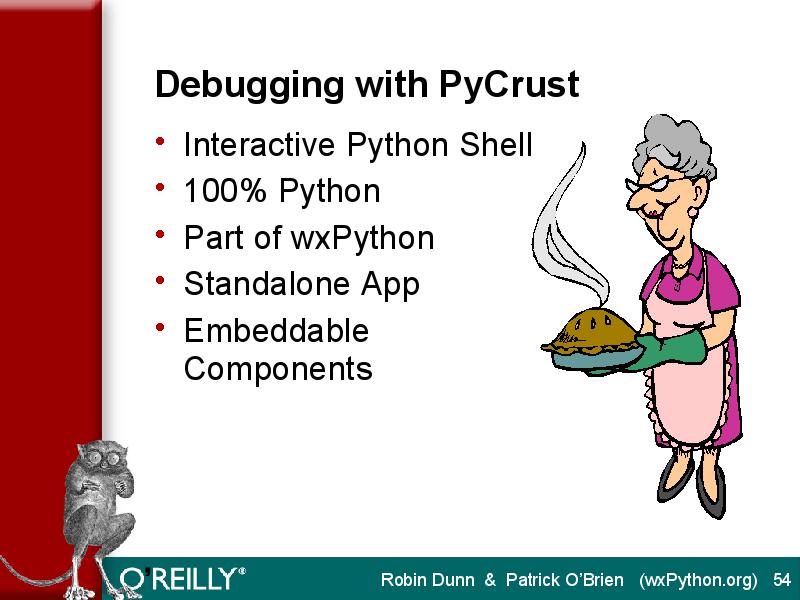 Debugging with PyCrust
• Interactive Python Shell
• 100% Python
• Part of wxPython
• Standalone App
• Embeddable
Components
O'REILLY®
Robin Dunn & Patrick O'Brien (wxPython.org) 54